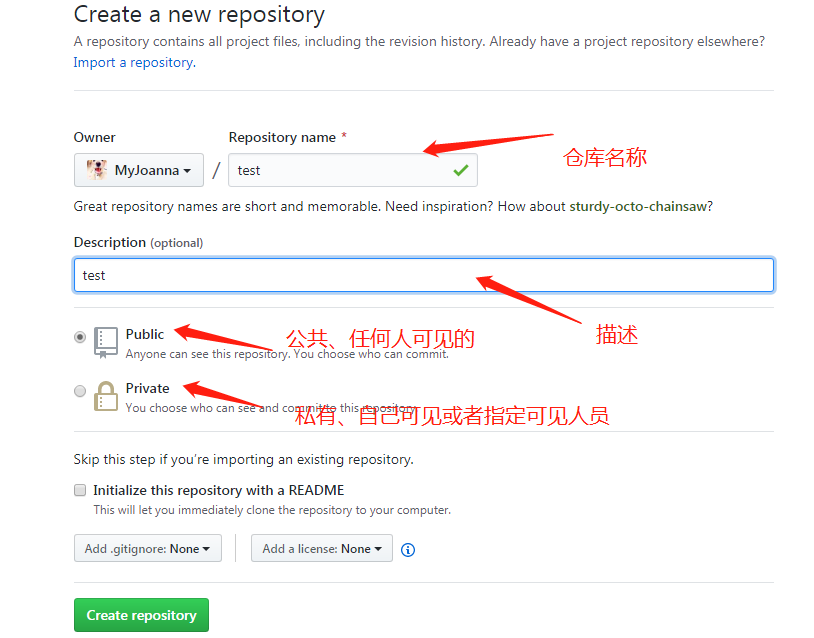 Create a new repository
A repository contains all project files, including the revision history. Already have a project repository elsewhere?
Import a repository.
Owner
Repository name *
仓库名称
MyJoanna
/
test
Great repository names are short and memorable. Need inspiration? How about sturdy-octo-chainsaw?
Description (optional)
test
描述
Public
公共、任何人可见的
Anyone can see this repository. You choose who can commit.
Private
You choose who can see and commit to this repository.
私有、自己可见或者指定可见人员
Skip this step if you're importing an existing repository.
Initialize this repository with a README
This will let you immediately clone the repository to your computer.
Add .gitignore: None
Add a license: None
Create repository